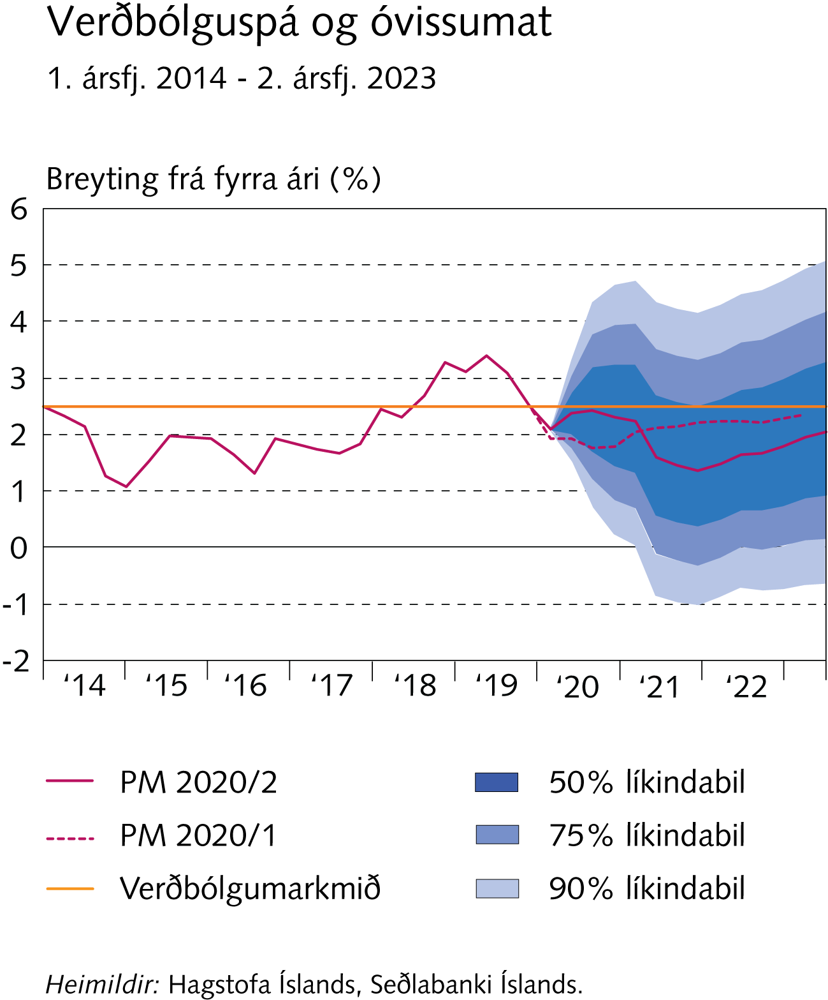 Verðbólguspá og óvissumat
1. ársfj. 2014 - 2. ársfj. 2023
Breyting frá fyrra ári (%)
6
5
4
3
2
1
0
-1
-2
‘14 ‘15 ‘16 ‘17 ‘18 ‘19 ‘20 ‘21 ‘22
PM 2020/2
PM 2020/1
Verðbólgumarkmið
50% líkindabil
75% líkindabil
90% líkindabil
Heimildir: Hagstofa Íslands, Seðlabanki Íslands.